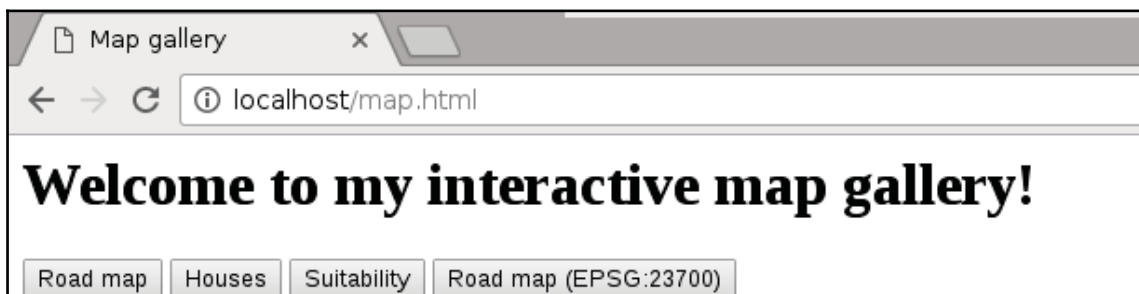 Map gallery
localhost/map.html
Welcome to my interactive map gallery!
Road map Houses Suitability Road map (EPSG:23700)